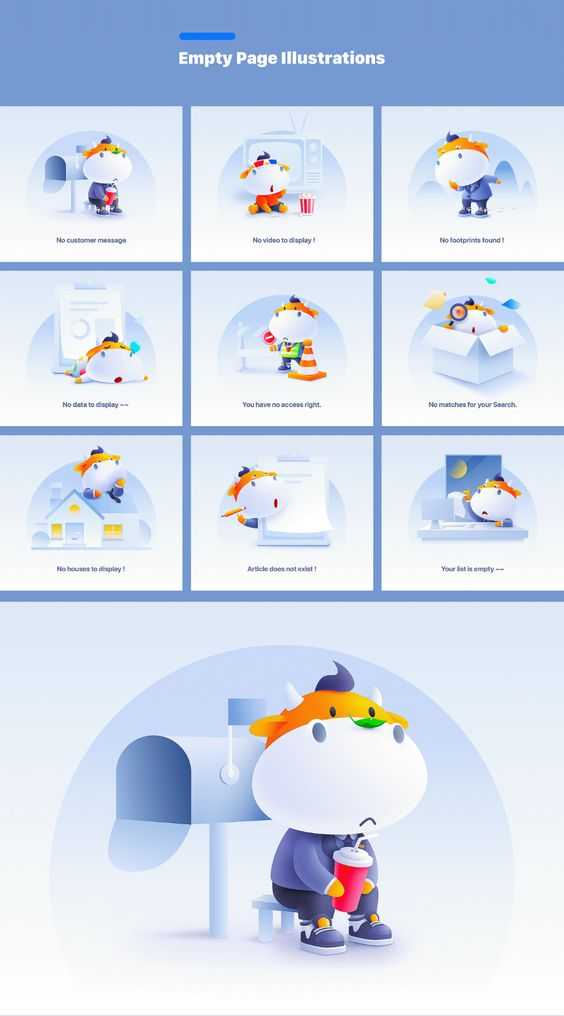 Empty Page Illustrations
No customer message
No video to display !
No footprints found !
No data to display ~~
You have no access right.
No matches for your Search.
No houses to display !
Article does not exist !
Your list is empty ~~